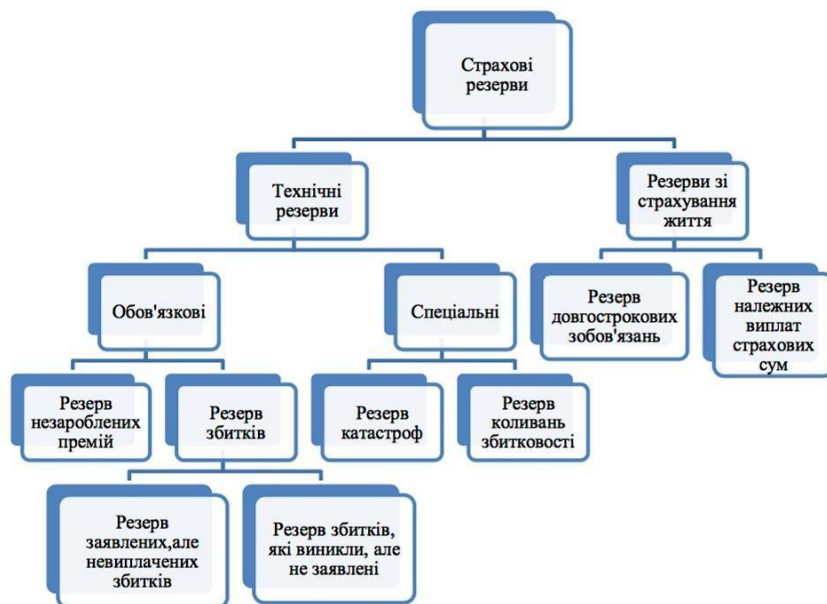 Страхові
резерви
Технічні
резерви
Резерви зі
страхування
життя
Обов'язкові
Спеціальні
Резерв
довгострокових
зобов'язань
Резерв
належних
виплат
страхових
сум
Резерв
незароблених
премій
Резерв
збитків
Резерв
катастроф
Резерв
коливань
збитковості
Резерв
заявлених,але
невиплачених
збитків
Резерв збитків,
які виникли, але
не заявлені